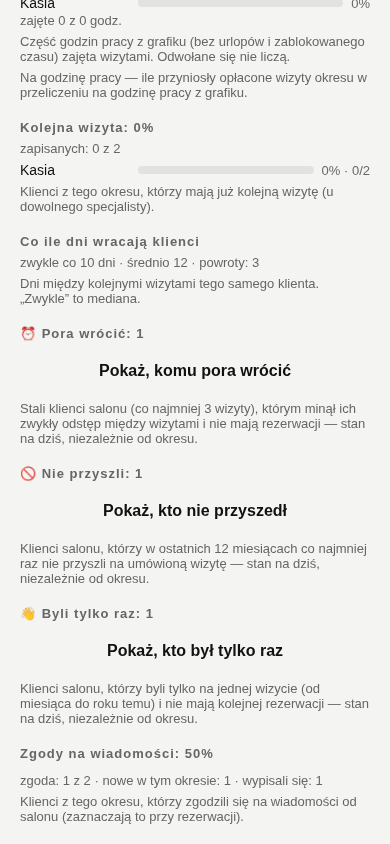 Kasia 0%
zajęte 0 z 0 godz.
Część godzin pracy z grafiku (bez urlopów i zablokowanego
czasu) zajęta wizytami. Odwołane się nie liczą.
Na godzinę pracy — ile przyniosły opłacone wizyty okresu w
przeliczeniu na godzinę pracy z grafiku.
Kolejna wizyta: 0%
zapisanych: 0 z 2
Kasia 0% · 0/2
Klienci z tego okresu, którzy mają już kolejną wizytę (u
dowolnego specjalisty).
Co ile dni wracają klienci
zwykle co 10 dni · średnio 12 · powroty: 3
Dni między kolejnymi wizytami tego samego klienta.
„Zwykle” to mediana.
⏰ Pora wrócić: 1
Pokaż, komu pora wrócić
Stali klienci salonu (co najmniej 3 wizyty), którym minął ich
zwykły odstęp między wizytami i nie mają rezerwacji — stan
na dziś, niezależnie od okresu.
🚫 Nie przyszli: 1
Pokaż, kto nie przyszedł
Klienci salonu, którzy w ostatnich 12 miesiącach co najmniej
raz nie przyszli na umówioną wizytę — stan na dziś,
niezależnie od okresu.
👋 Byli tylko raz: 1
Pokaż, kto był tylko raz
Klienci salonu, którzy byli tylko na jednej wizycie (od
miesiąca do roku temu) i nie mają kolejnej rezerwacji — stan
na dziś, niezależnie od okresu.
Zgody na wiadomości: 50%
zgoda: 1 z 2 · nowe w tym okresie: 1 · wypisali się: 1
Klienci z tego okresu, którzy zgodzili się na wiadomości od
salonu (zaznaczają to przy rezerwacji).